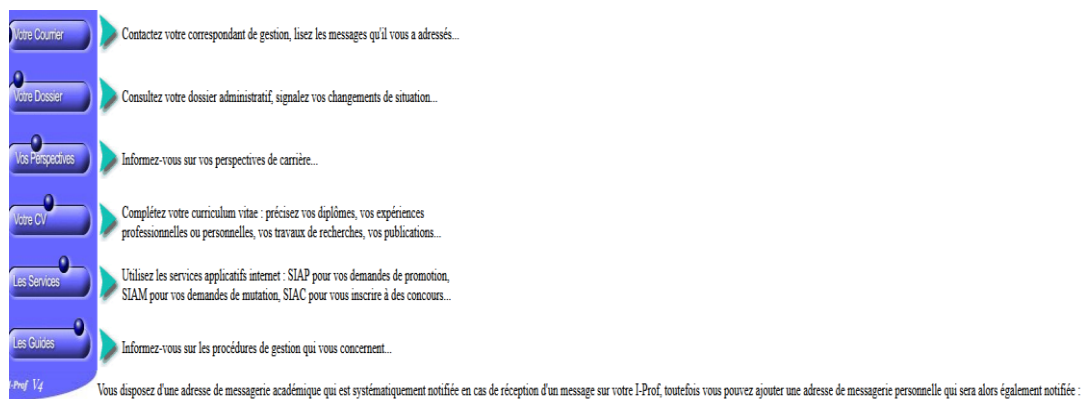 Votre Courrier
Contactez votre correspondant de gestion, lisez les messages qu'il vous a adressés...
Votre Dossier
Consultez votre dossier administratif, signalez vos changements de situation...
Vos Perspectives
Informez-vous sur vos perspectives de carrière...
Votre CV
Complétez votre curriculum vitae : précisez vos diplômes, vos expériences
professionnelles ou personnelles, vos travaux de recherches, vos publications...
Les Services
Utilisez les services applicatifs internet : SIAP pour vos demandes de promotion,
SIAM pour vos demandes de mutation, SIAC pour vous inscrire à des concours...
Les Guides
Informez-vous sur les procédures de gestion qui vous concernent...
I-Prof V4
Vous disposez d'une adresse de messagerie académique qui est systématiquement notifiée en cas de réception d'un message sur votre I-Prof, toutefois vous pouvez ajouter une adresse de messagerie personnelle qui sera alors également notifiée :